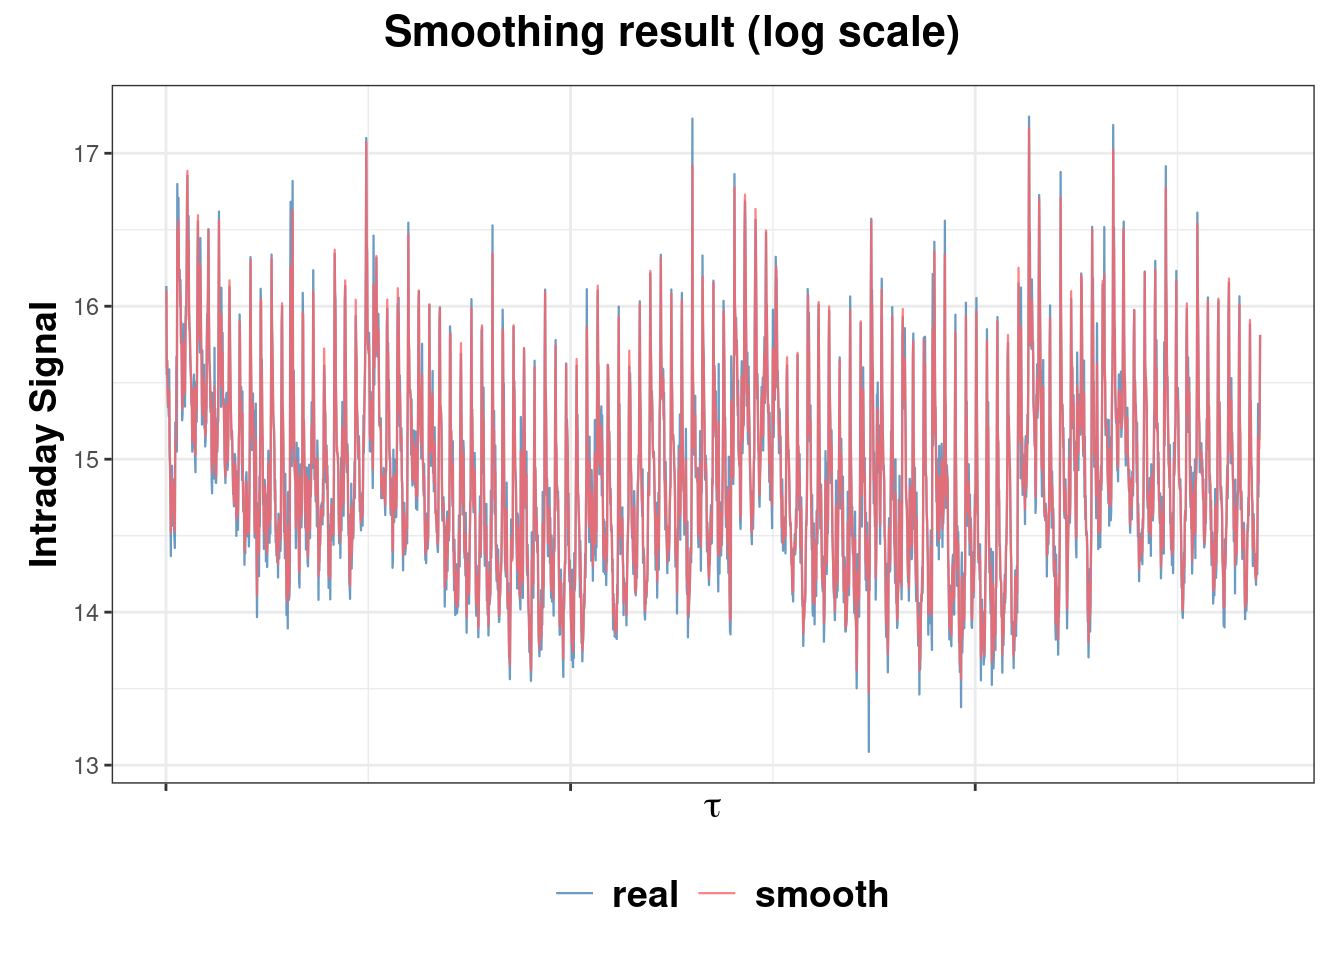 Smoothing result (log scale)
Intraday Signal
17
16
15
14
13
τ
real smooth